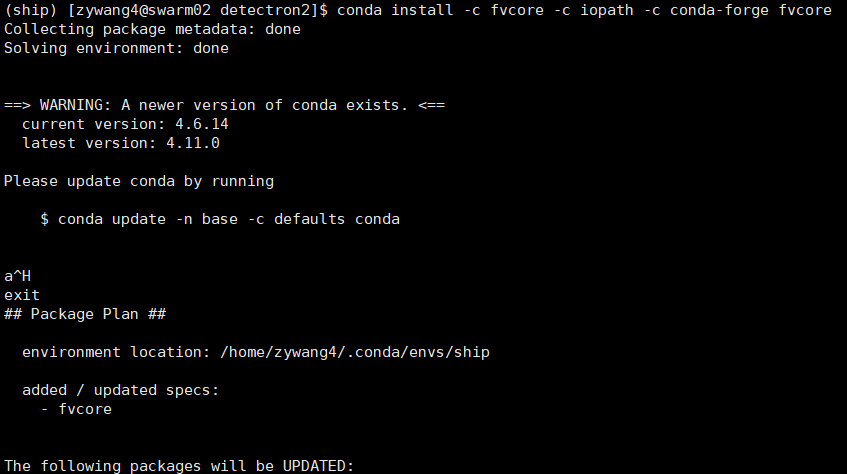 (ship) [zywang4@swarm02 detectron2]$ conda install -c fvcore -c iopath -c conda-forge fvcore
Collecting package metadata: done
Solving environment: done
==> WARNING: A newer version of conda exists. <==
current version: 4.6.14
latest version: 4.11.0
Please update conda by running
$ conda update -n base -c defaults conda
a^H
exit
## Package Plan ##
environment location: /home/zywang4/.conda/envs/ship
added / updated specs:
- fvcore
The following packages will be UPDATED: